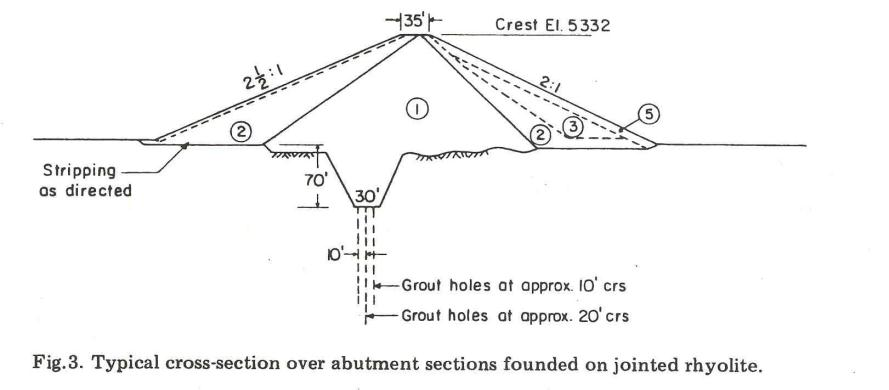 35'
Crest El. 5332
2½:1
2:1
①
②
②
③
⑤
Stripping
as directed
70'
30'
10'
Grout holes at approx. 10' crs
Grout holes at approx. 20' crs
Fig.3. Typical cross-section over abutment sections founded on jointed rhyolite.